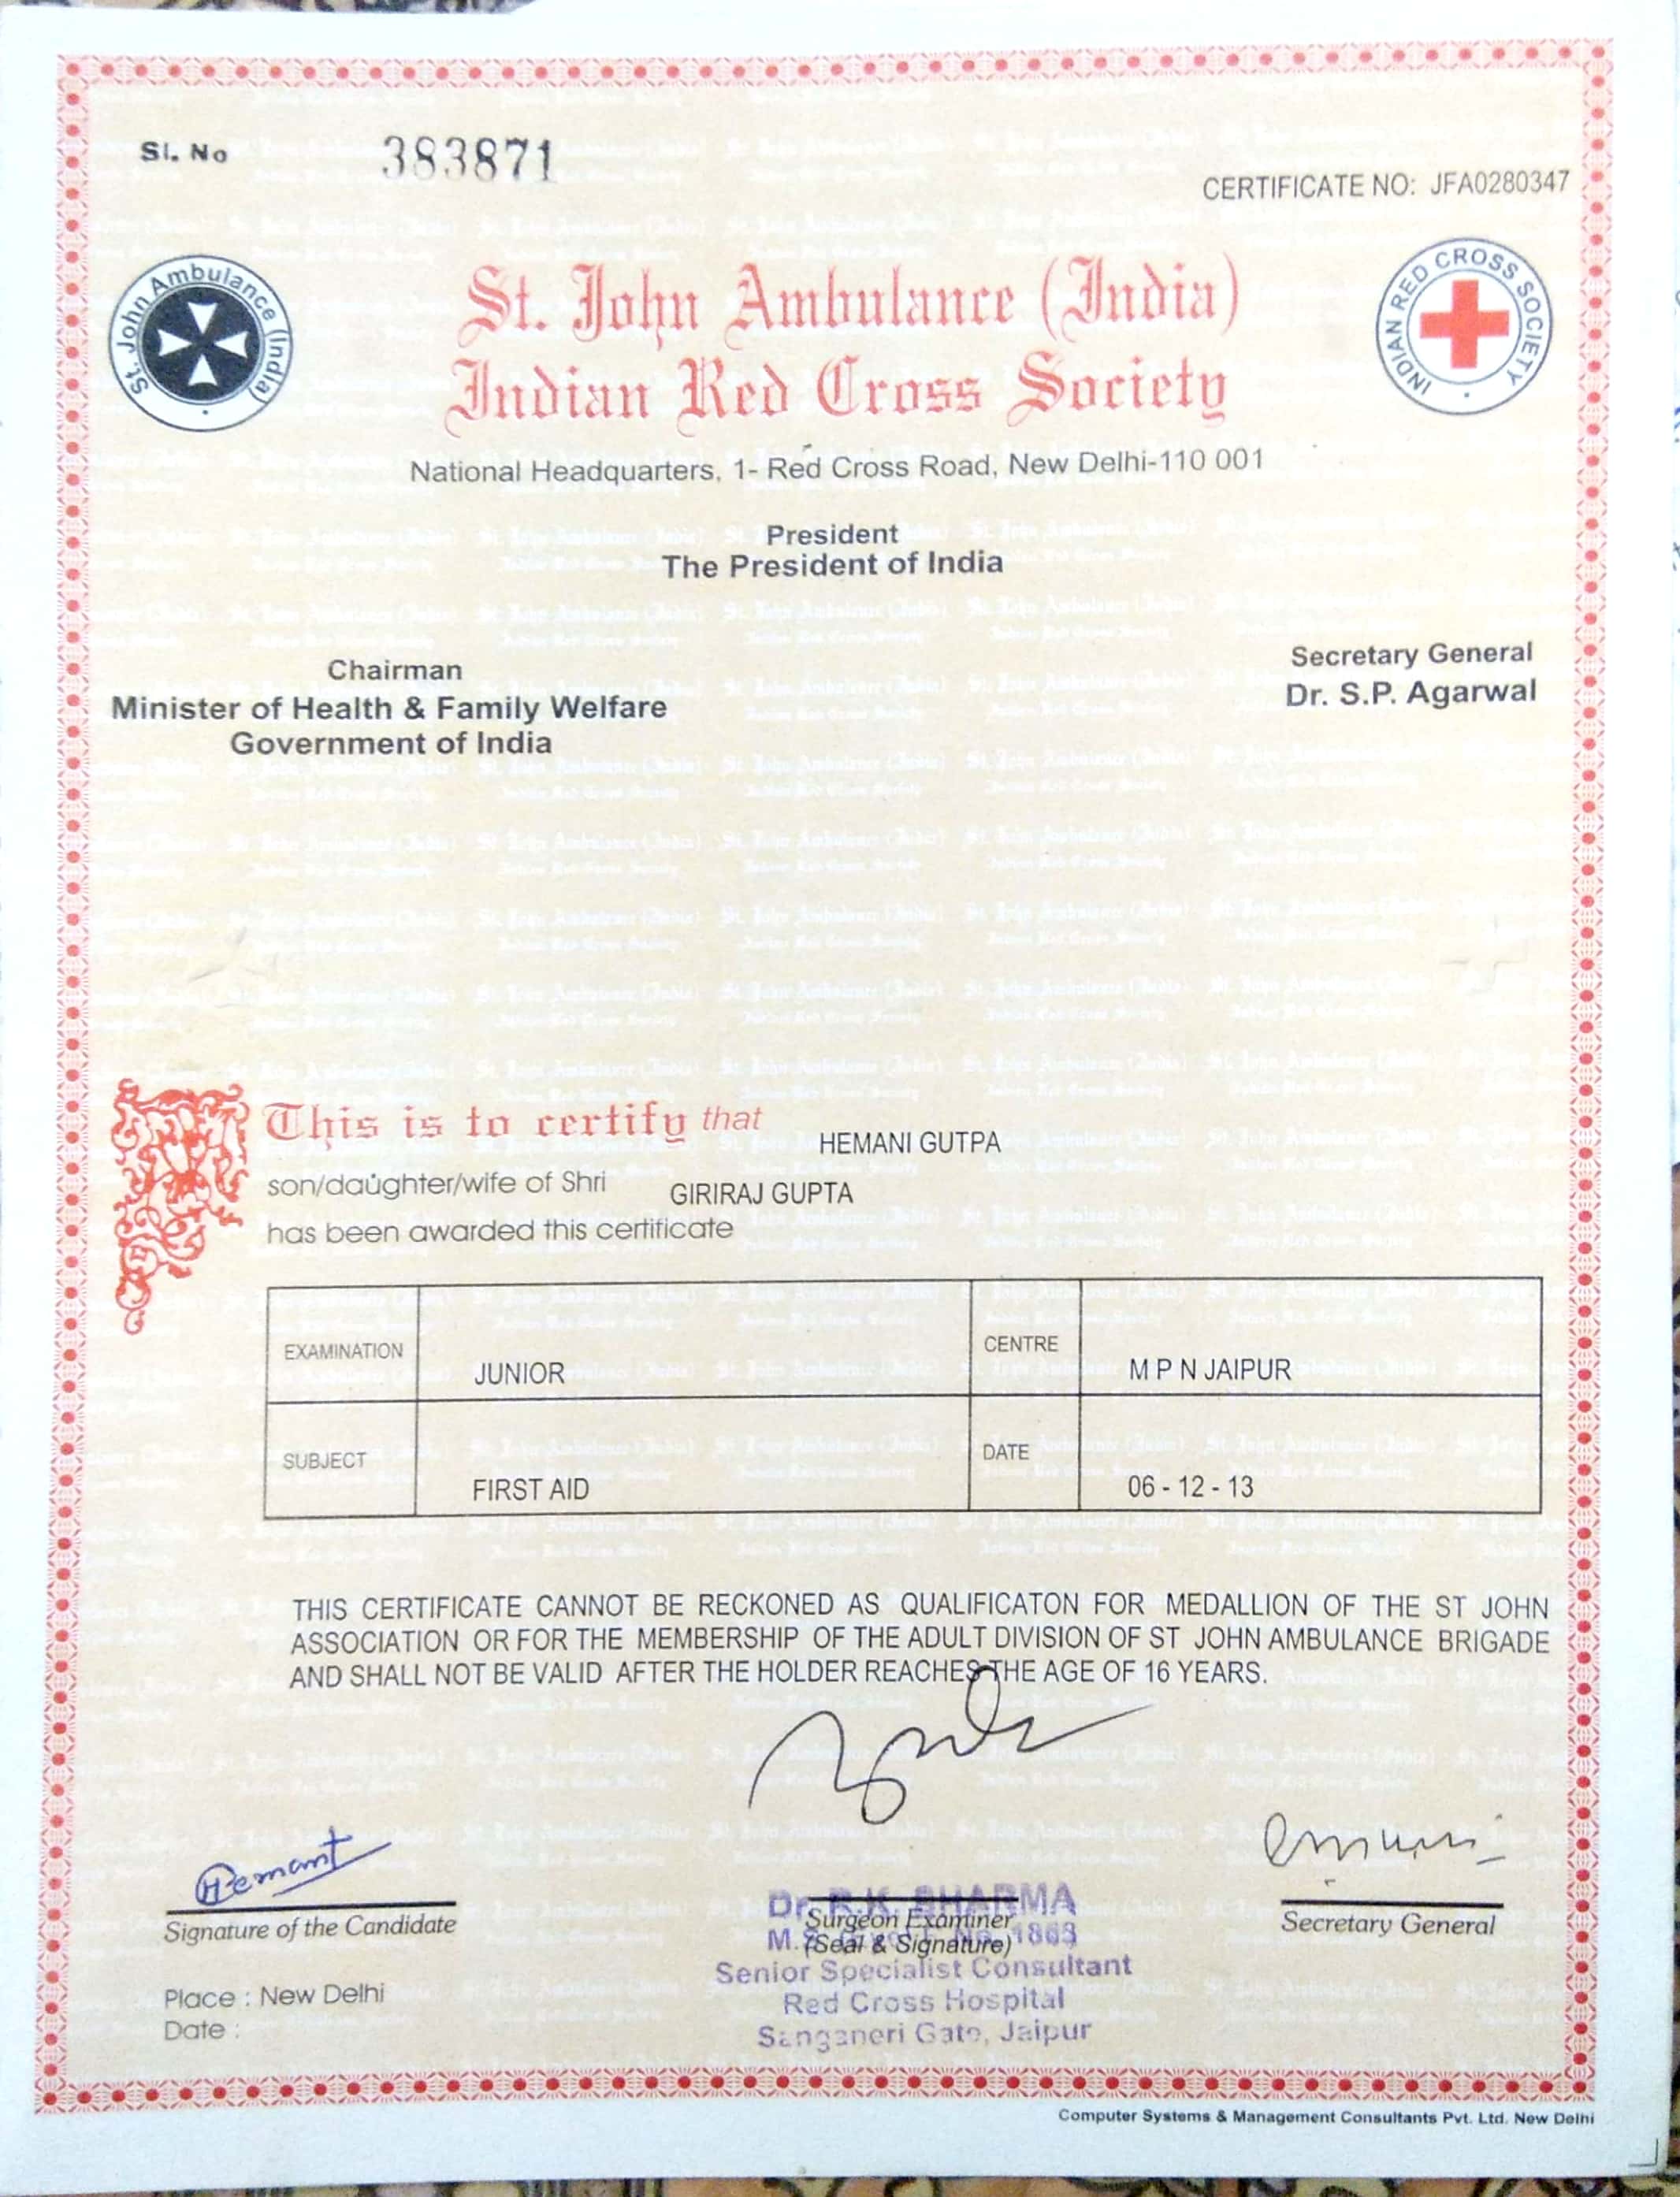 Sl. No 383871
CERTIFICATE NO: JFA0280347
St. John Ambulance (India)
INDIAN RED CROSS SOCIETY
St. John Ambulance (India)
Indian Red Cross Society
National Headquarters, 1- Red Cross Road, New Delhi-110 001
President
The President of India
Chairman
Minister of Health & Family Welfare
Government of India
Secretary General
Dr. S.P. Agarwal
This is to certify that HEMANI GUTPA
son/daughter/wife of Shri GIRIRAJ GUPTA
has been awarded this certificate
EXAMINATION JUNIOR CENTRE M P N JAIPUR
SUBJECT FIRST AID DATE 06 - 12 - 13
THIS CERTIFICATE CANNOT BE RECKONED AS QUALIFICATON FOR MEDALLION OF THE ST JOHN
ASSOCIATION OR FOR THE MEMBERSHIP OF THE ADULT DIVISION OF ST JOHN AMBULANCE BRIGADE
AND SHALL NOT BE VALID AFTER THE HOLDER REACHES THE AGE OF 16 YEARS.
Hemant
Signature of the Candidate
Dr. R.K. SHARMA
Surgeon Examiner
(Seal & Signature)
1863
Senior Specialist Consultant
Red Cross Hospital
Sanganeri Gate, Jaipur
Secretary General
Place : New Delhi
Date :
Computer Systems & Management Consultants Pvt. Ltd. New Delhi